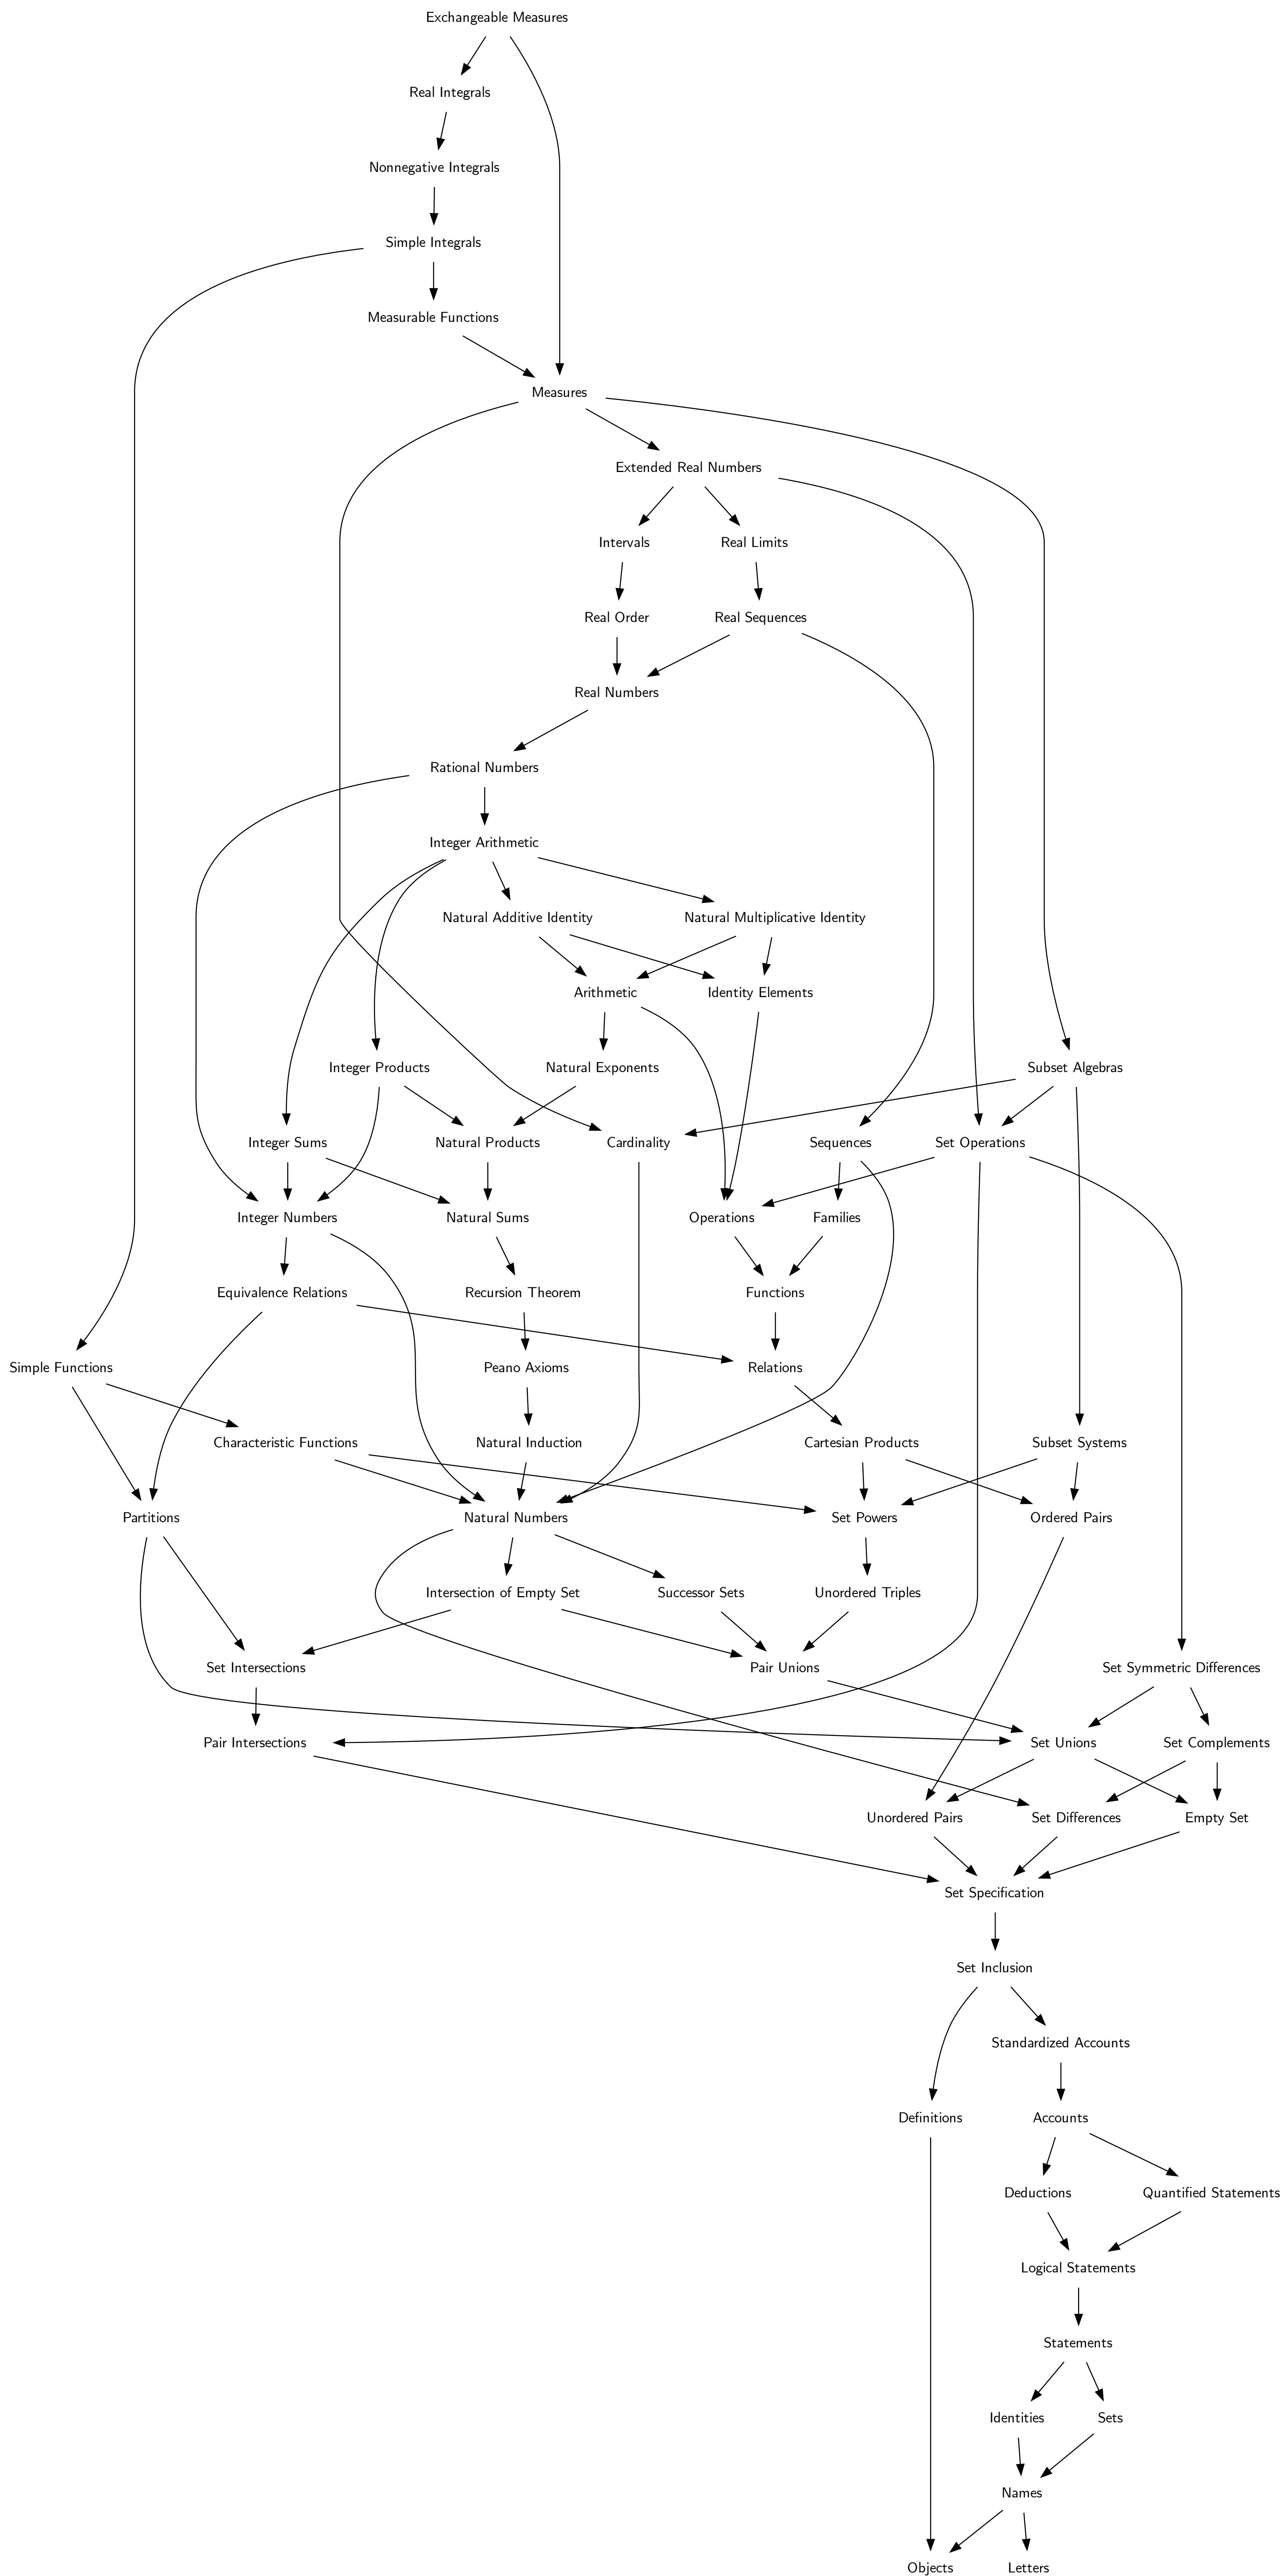 Exchangeable Measures
Real Integrals
Nonnegative Integrals
Simple Integrals
Measurable Functions
Measures
Extended Real Numbers
Intervals
Real Limits
Real Order
Real Sequences
Real Numbers
Rational Numbers
Integer Arithmetic
Natural Additive Identity
Natural Multiplicative Identity
Arithmetic
Identity Elements
Integer Products
Natural Exponents
Subset Algebras
Integer Sums
Natural Products
Cardinality
Sequences
Set Operations
Integer Numbers
Natural Sums
Operations
Families
Equivalence Relations
Recursion Theorem
Functions
Simple Functions
Peano Axioms
Relations
Characteristic Functions
Natural Induction
Cartesian Products
Subset Systems
Partitions
Natural Numbers
Set Powers
Ordered Pairs
Intersection of Empty Set
Successor Sets
Unordered Triples
Set Intersections
Pair Unions
Set Symmetric Differences
Pair Intersections
Set Unions
Set Complements
Unordered Pairs
Set Differences
Empty Set
Set Specification
Set Inclusion
Standardized Accounts
Definitions
Accounts
Deductions
Quantified Statements
Logical Statements
Statements
Identities
Sets
Names
Objects
Letters